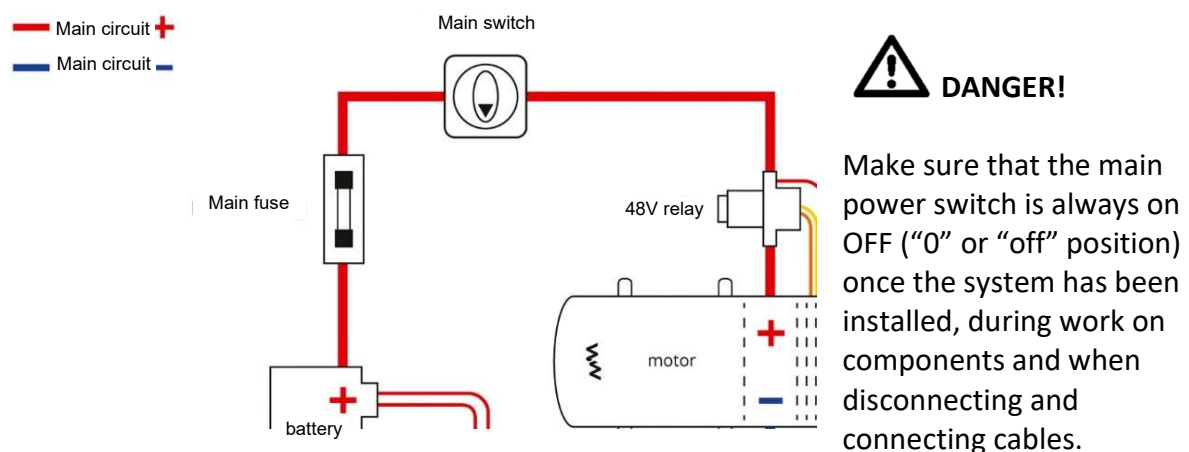 Main circuit +
Main circuit –
Main switch
Main fuse
48V relay
motor
+
–
+
battery
DANGER!
Make sure that the main
power switch is always on
OFF (“0” or “off” position)
once the system has been
installed, during work on
components and when
disconnecting and
connecting cables.